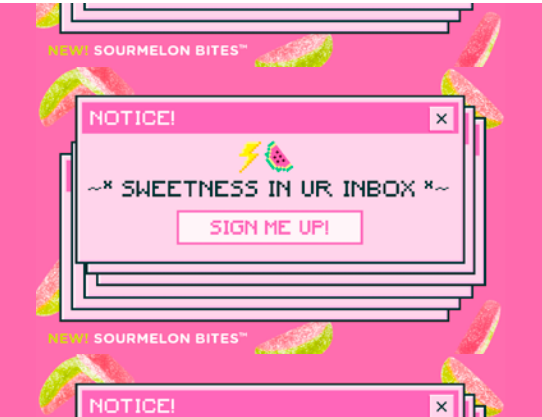 NEW! SOURMELON BITES™
NOTICE!
~* SWEETNESS IN UR INBOX *~
SIGN ME UP!
NEW! SOURMELON BITES™
NOTICE!